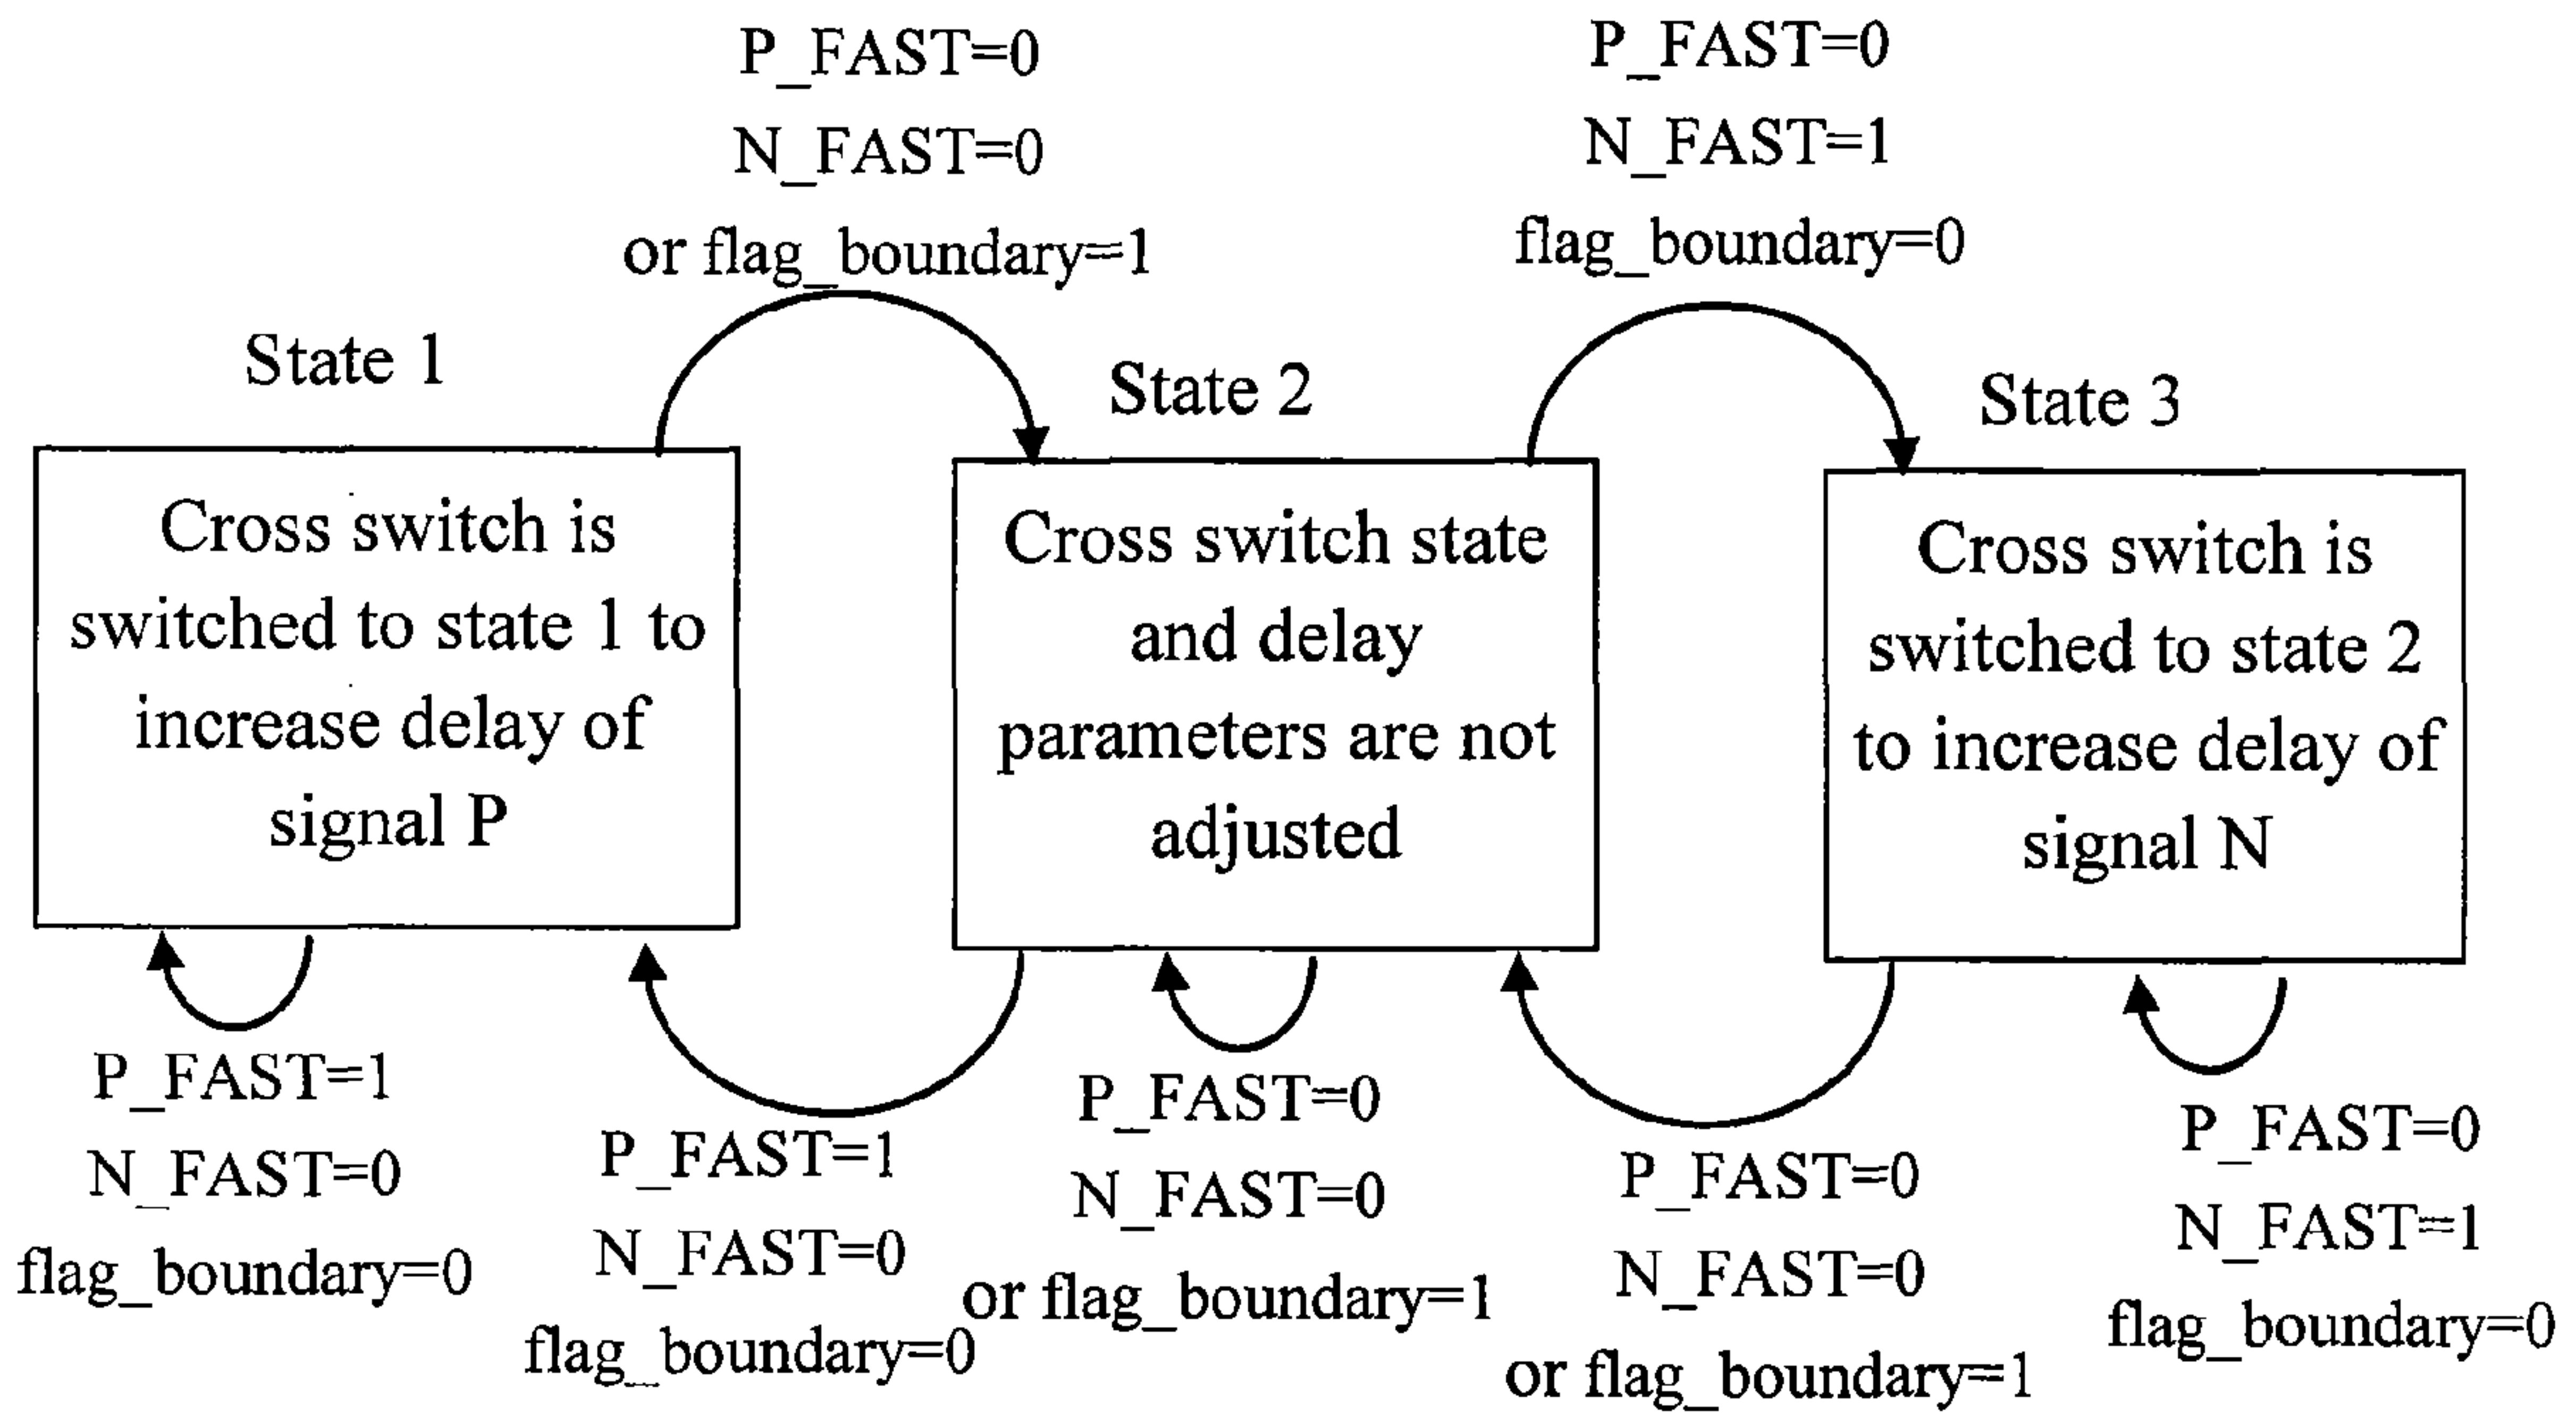 P_FAST=0
N_FAST=0
or flag_boundary=1
P_FAST=0
N_FAST=1
flag_boundary=0
State 1
Cross switch is
switched to state 1 to
increase delay of
signal P
State 2
Cross switch state
and delay
parameters are not
adjusted
State 3
Cross switch is
switched to state 2
to increase delay of
signal N
P_FAST=1
N_FAST=0
flag_boundary=0
P_FAST=1
N_FAST=0
flag_boundary=0
P_FAST=0
N_FAST=0
or flag_boundary=1
P_FAST=0
N_FAST=0
or flag_boundary=1
P_FAST=0
N_FAST=1
flag_boundary=0